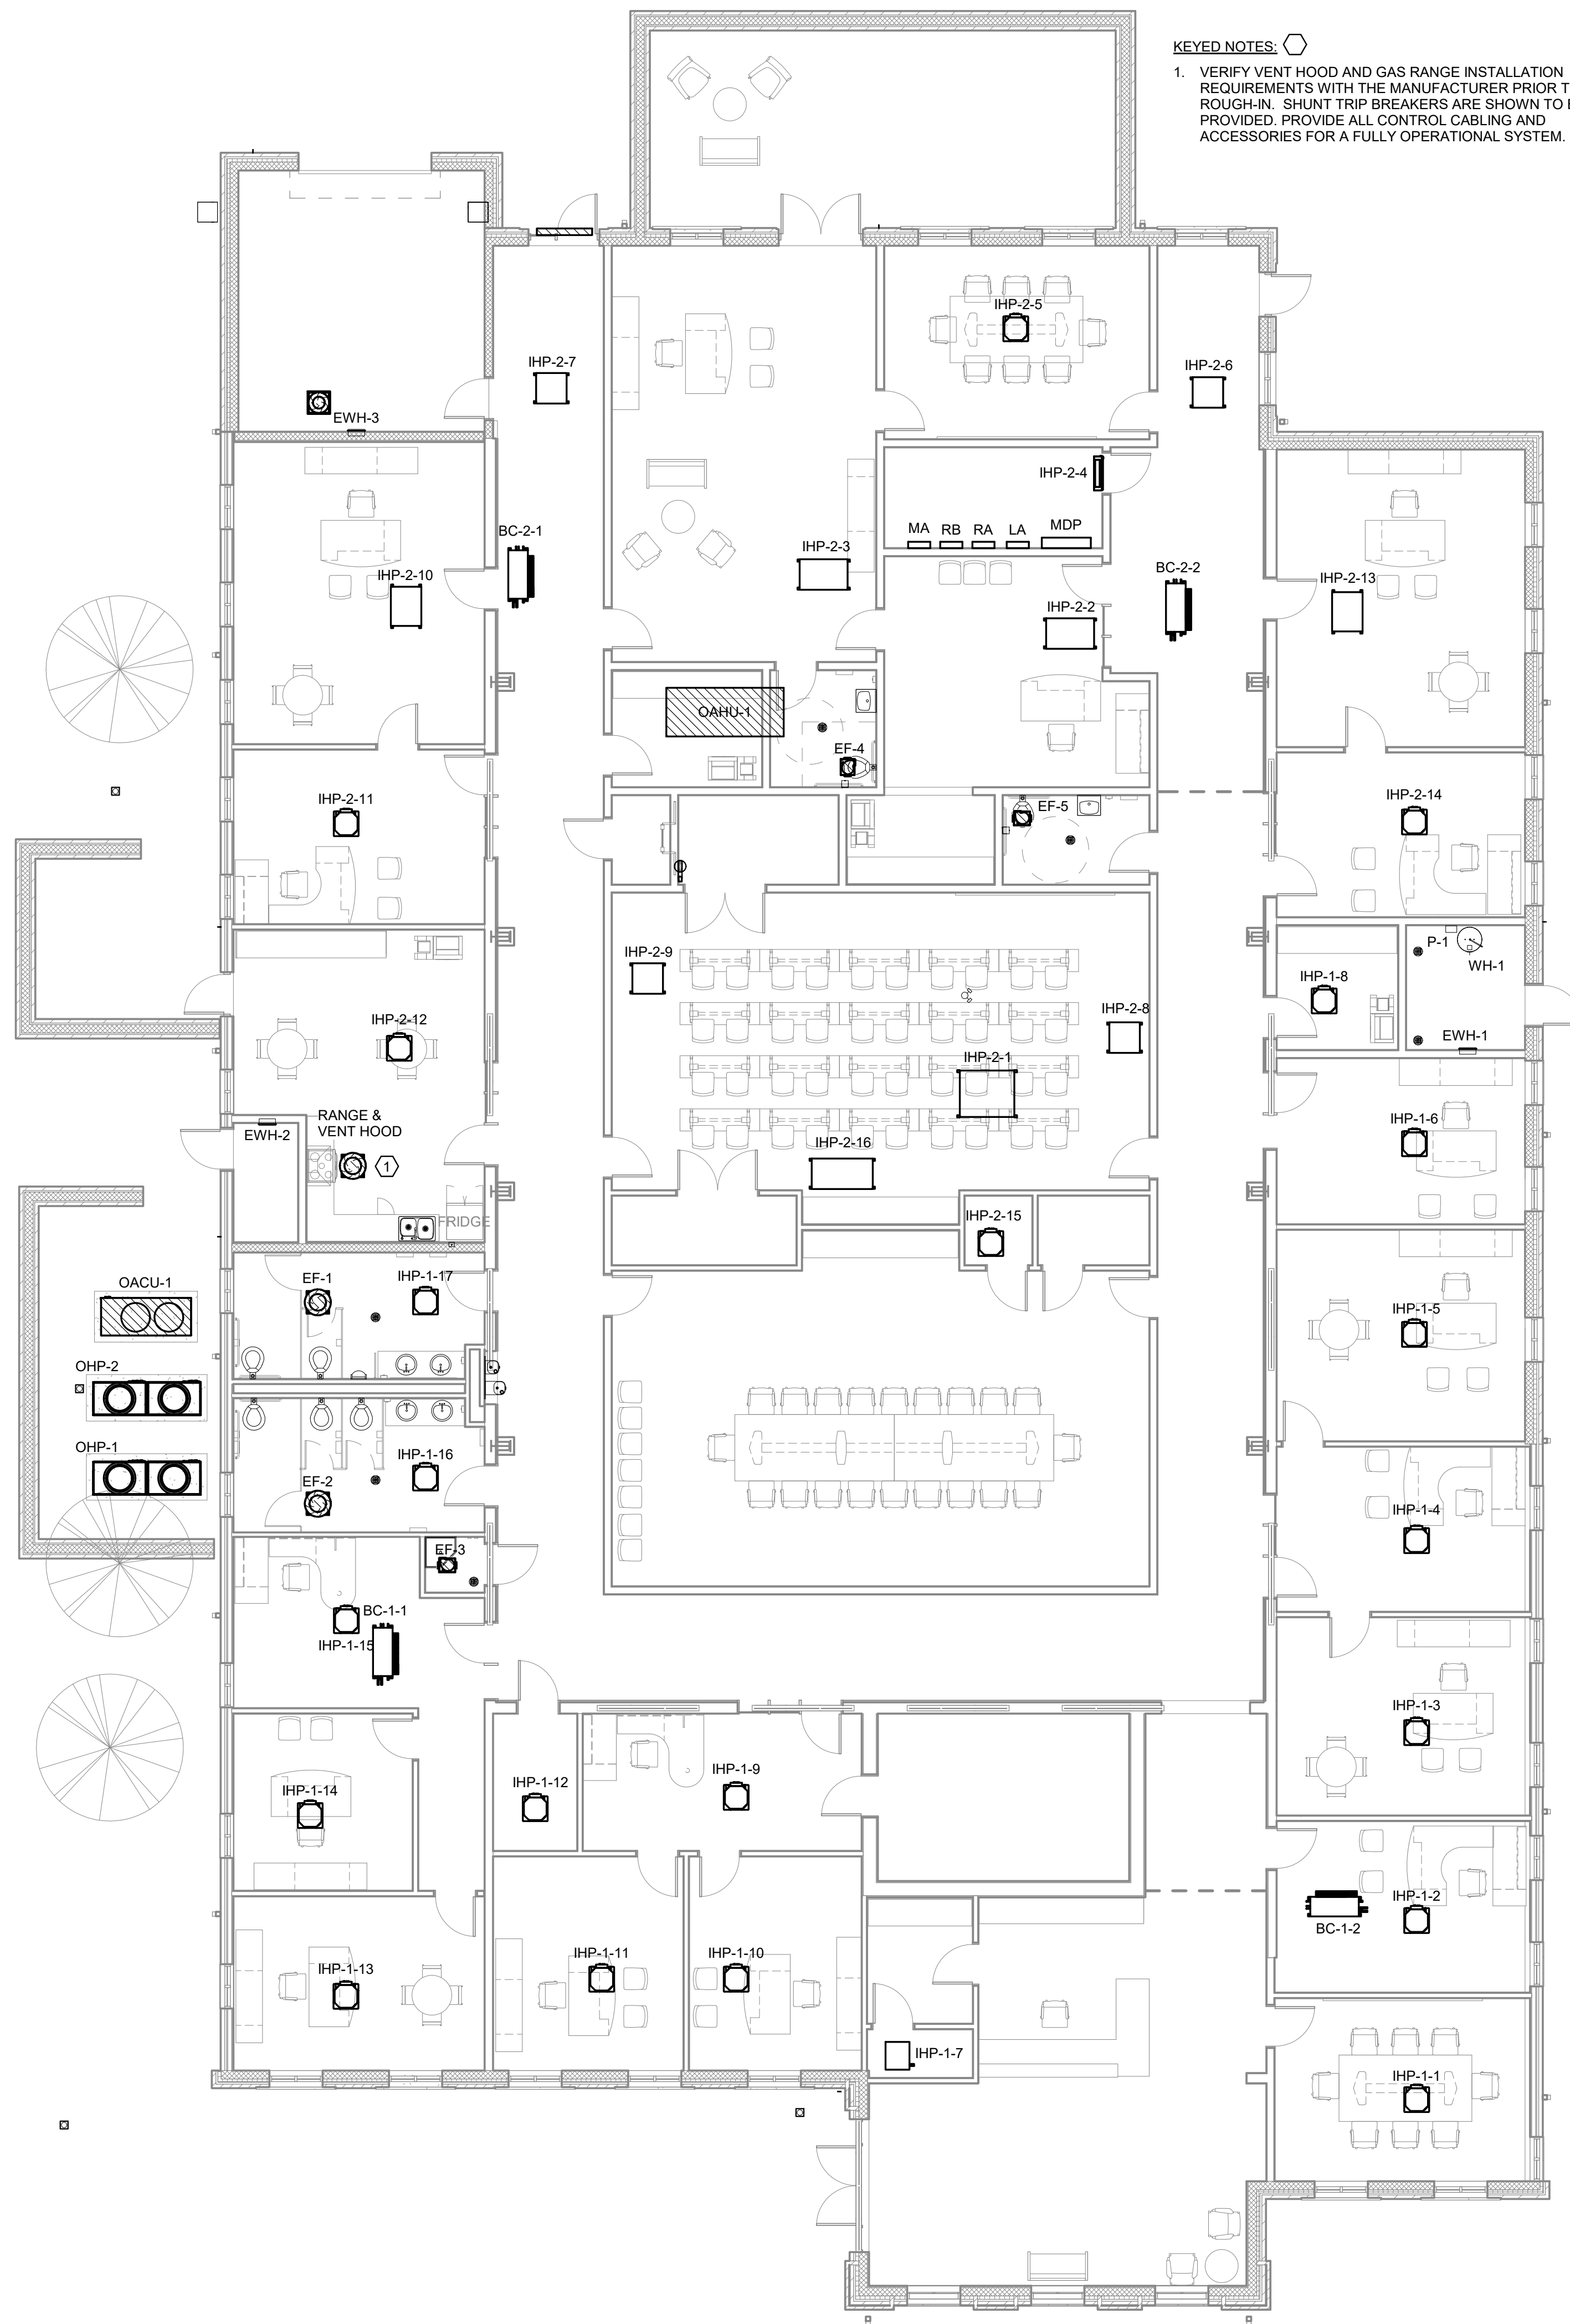 KEYED NOTES:
1. VERIFY VENT HOOD AND GAS RANGE INSTALLATION
REQUIREMENTS WITH THE MANUFACTURER PRIOR T
ROUGH-IN. SHUNT TRIP BREAKERS ARE SHOWN TO
PROVIDED. PROVIDE ALL CONTROL CABLING AND
ACCESSORIES FOR A FULLY OPERATIONAL SYSTEM.
IHP-2-5
IHP-2-7
IHP-2-6
EWH-3
IHP-2-4
MA RB RA LA MDP
BC-2-1
IHP-2-3
BC-2-2
IHP-2-10
IHP-2-13
IHP-2-2
OAHU-1
EF-4
IHP-2-11
IHP-2-14
EF-5
P-1
IHP-2-9
WH-1
IHP-1-8
IHP-2-8
IHP-2-12
EWH-1
IHP-2-1
RANGE &
VENT HOOD
EWH-2
1
IHP-1-6
IHP-2-16
IHP-2-15
FRIDGE
OACU-1
EF-1
IHP-1-17
IHP-1-5
OHP-2
OHP-1
IHP-1-16
EF-2
IHP-1-4
EF-3
BC-1-1
IHP-1-15
IHP-1-3
IHP-1-9
IHP-1-12
IHP-1-14
IHP-1-2
BC-1-2
IHP-1-11
IHP-1-10
IHP-1-13
IHP-1-7
IHP-1-1